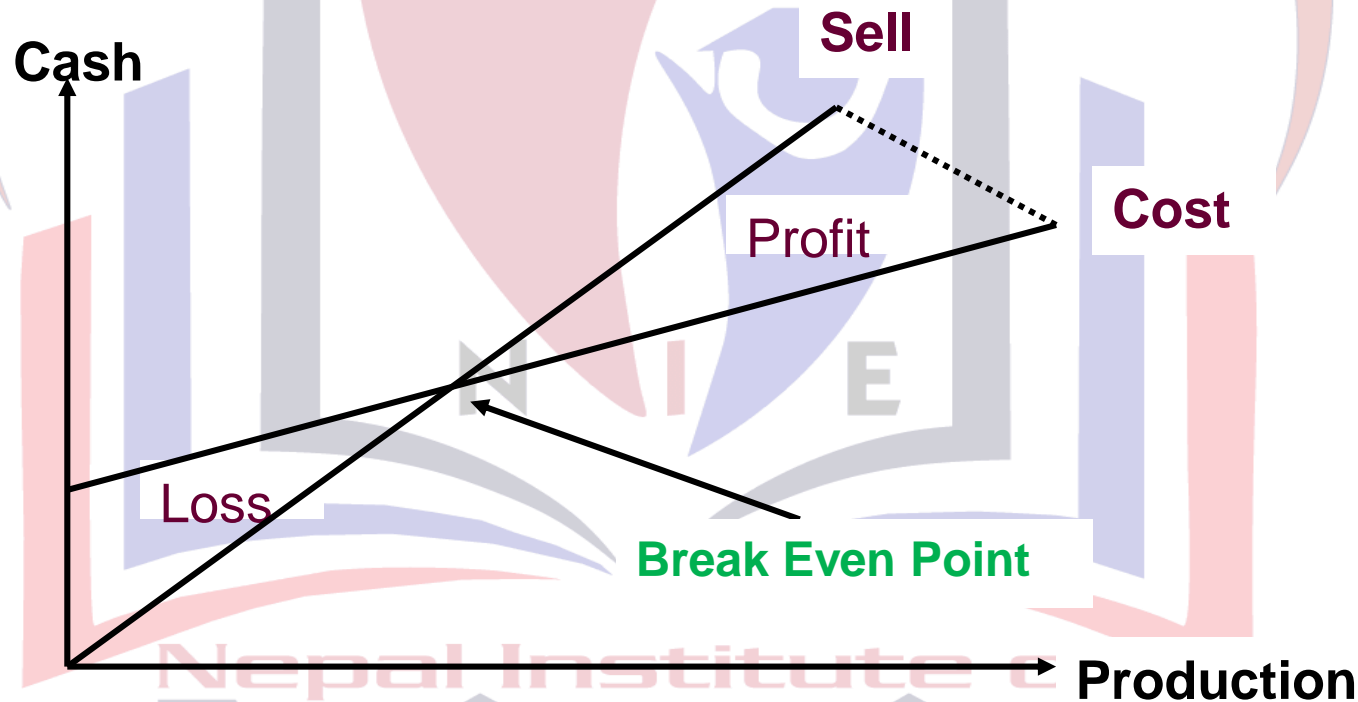 Sell
Cash
Cost
Profit
N I E
Loss
Break Even Point
Nepal Institute
Production